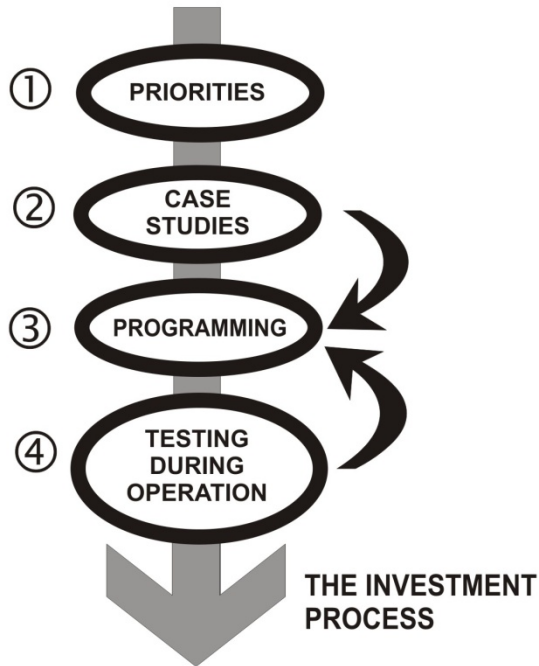 ① PRIORITIES
② CASE
STUDIES
③ PROGRAMMING
④ TESTING
DURING
OPERATION
THE INVESTMENT
PROCESS